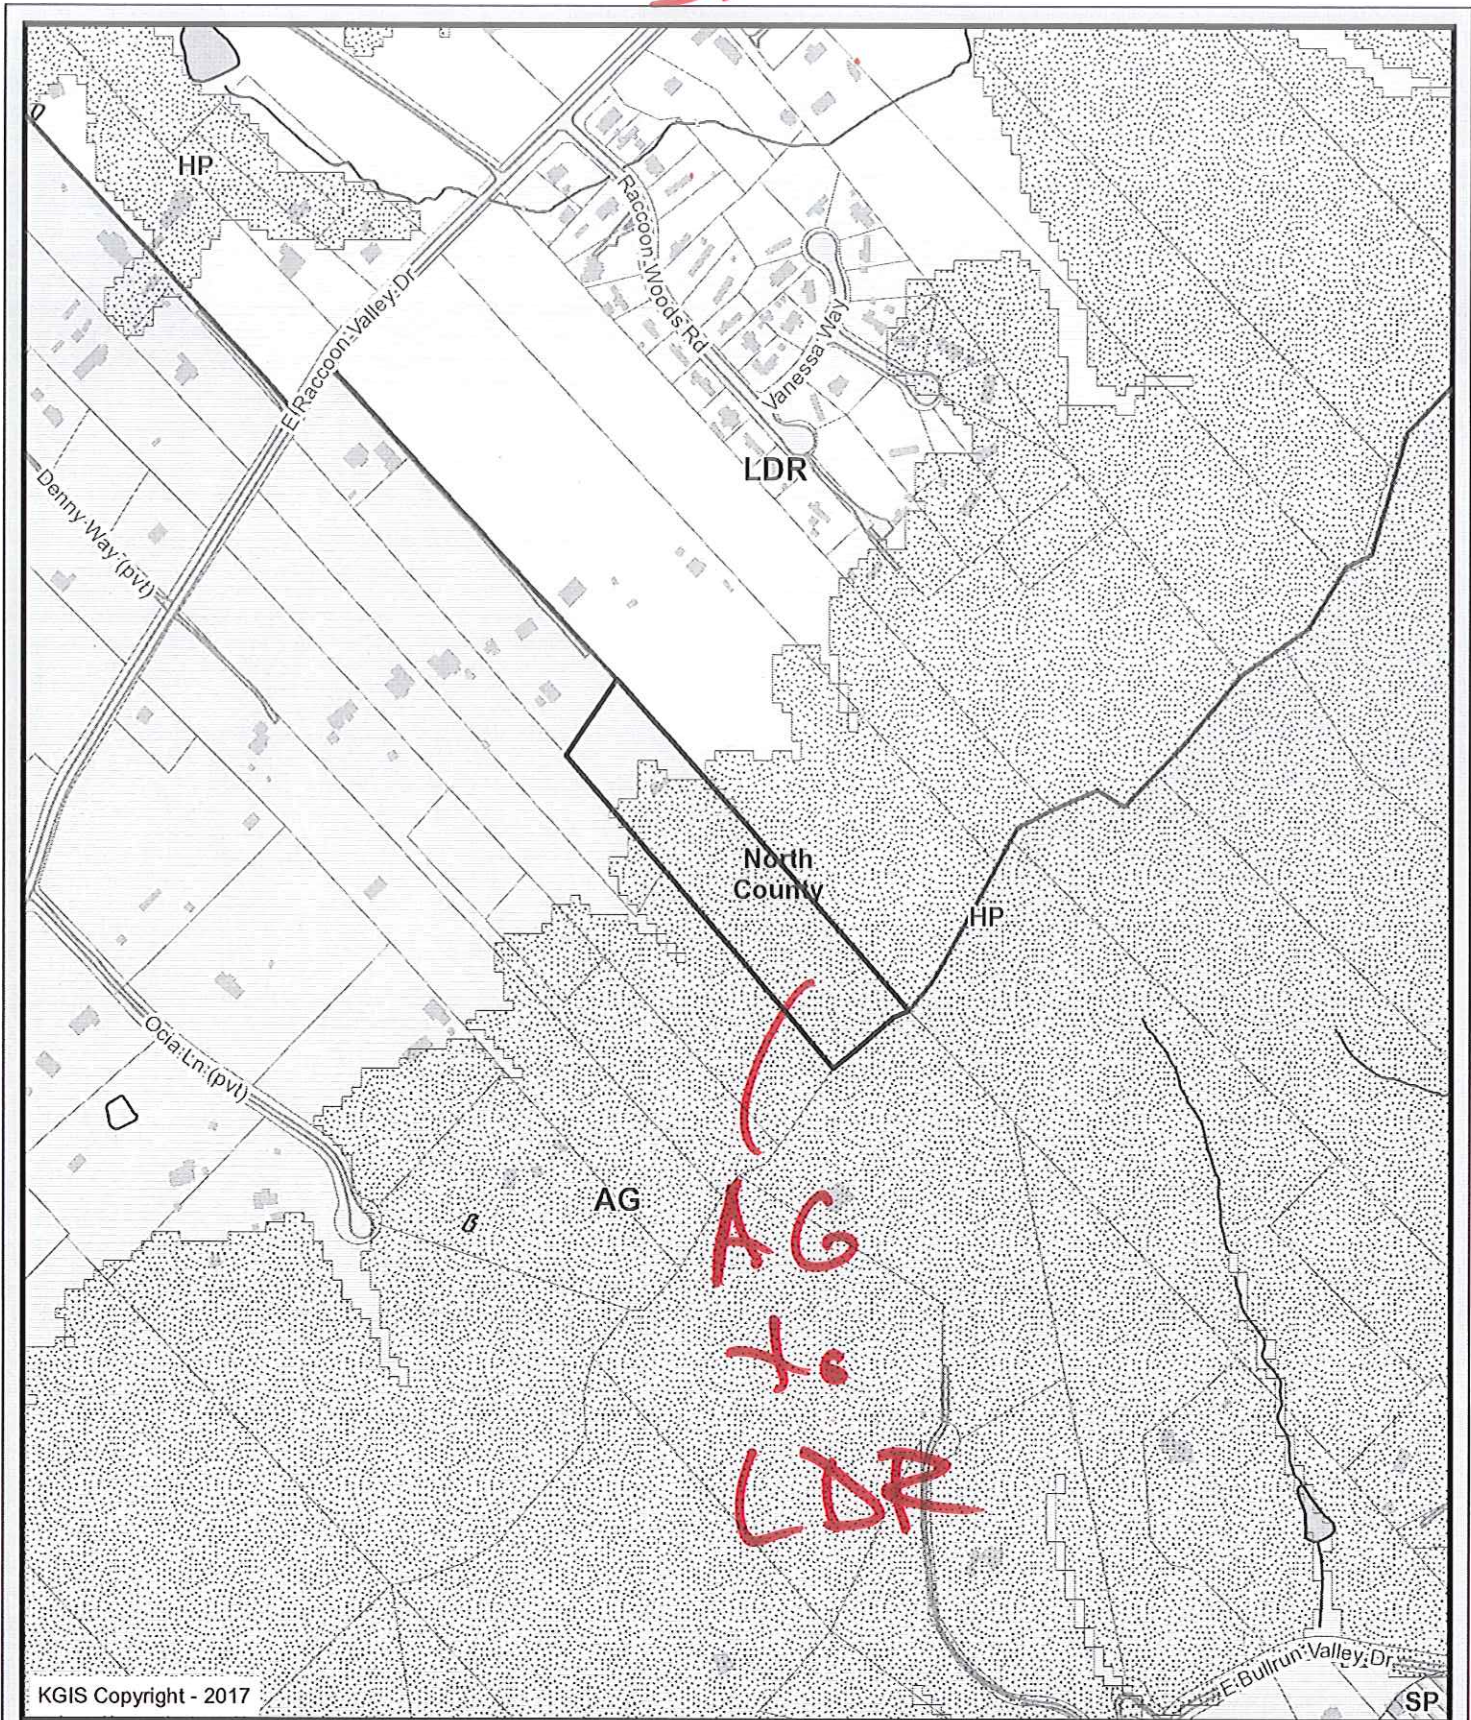 HP
Raccoon Woods Rd
E Raccoon Valley Dr
Vanessa Way
LDR
Denny Way (pvt)
North
County
HP
Ocia Ln (pvt)
AG
AG
to
LDR
E Bullrun Valley Dr
KGIS Copyright - 2017
SP